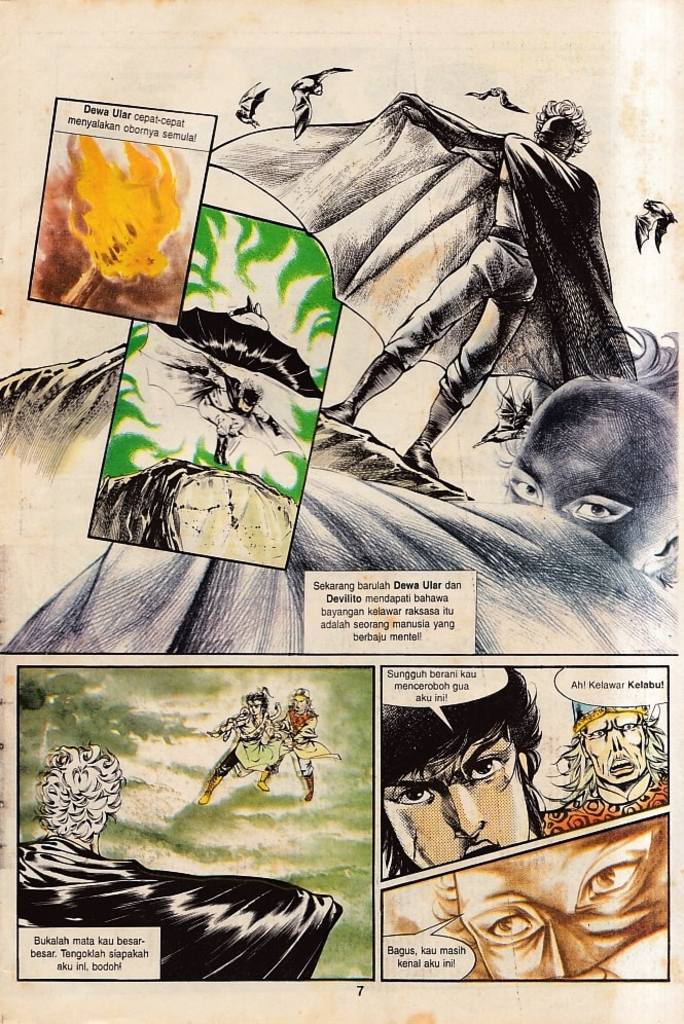 Dewa Ular cepat-cepat
menyalakan obornya semula!
Sekarang barulah Dewa Ular dan
Devilito mendapati bahawa
bayangan kelawar raksasa itu
adalah seorang manusia yang
berbaju mentel!
Bukalah mata kau besar-
besar. Tengoklah siapakah
aku ini, bodoh!
Sungguh berani kau
menceroboh gua
aku ini!
Ah! Kelawar Kelabu!
Bagus, kau masih
kenal aku ini!
7